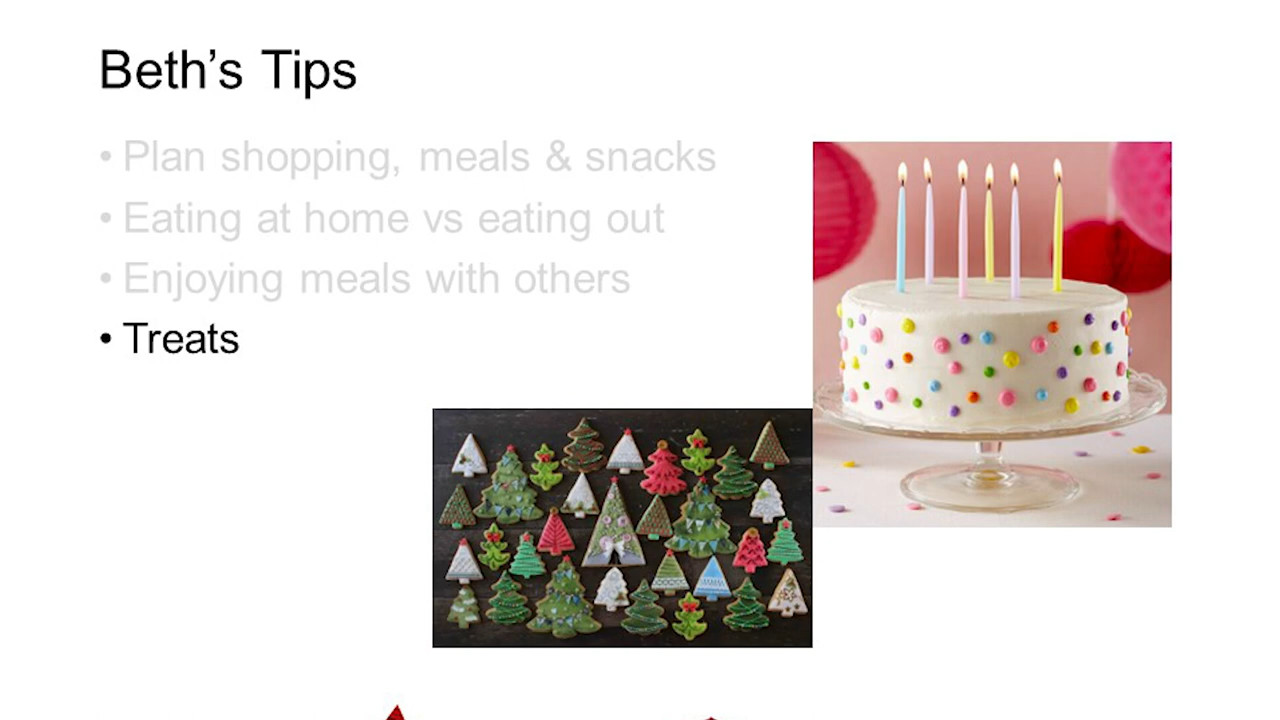 Beth’s Tips
• Plan shopping, meals & snacks
• Eating at home vs eating out
• Enjoying meals with others
• Treats